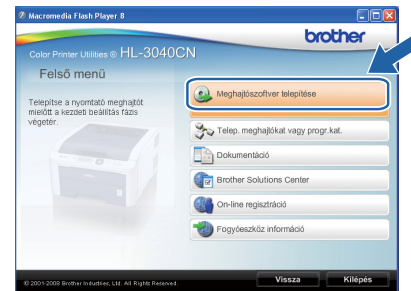 Macromedia Flash Player 8
brother
Color Printer Utilities ® HL-3040CN
Felső menü
Telepítse a nyomtató meghajtót
mielőtt a kezdeti beállítás fázis
végetér.
Meghajtószoftver telepítése
Telep. meghajtókat vagy progr.kat.
Dokumentáció
Brother Solutions Center
On-line regisztráció
Fogyóeszköz információ
© 2001-2008 Brother Industries, Ltd. All Rights Reserved.
Vissza
Kilépés